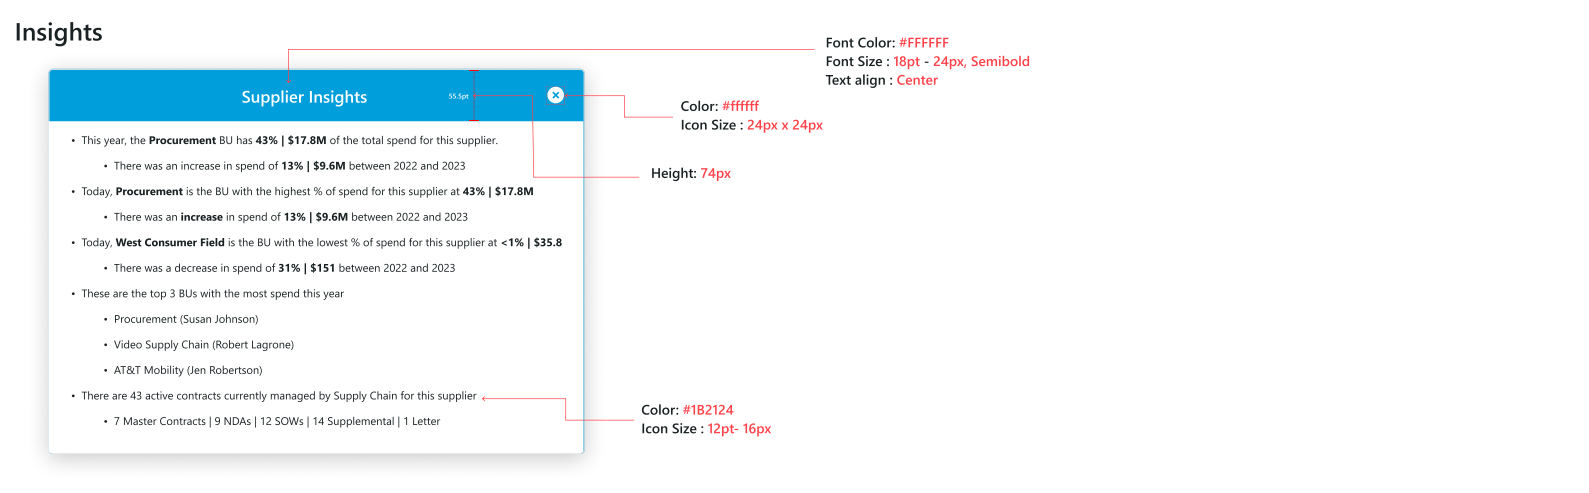 Insights
Font Color: #FFFFFF
Font Size : 18pt - 24px, Semibold
Text align : Center
Supplier Insights
55.5pt
Color: #ffffff
Icon Size : 24px x 24px
Height: 74px
• This year, the Procurement BU has 43% | $17.8M of the total spend for this supplier.
• There was an increase in spend of 13% | $9.6M between 2022 and 2023
• Today, Procurement is the BU with the highest % of spend for this supplier at 43% | $17.8M
• There was an increase in spend of 13% | $9.6M between 2022 and 2023
• Today, West Consumer Field is the BU with the lowest % of spend for this supplier at <1% | $35.8
• There was a decrease in spend of 31% | $151 between 2022 and 2023
• These are the top 3 BUs with the most spend this year
• Procurement (Susan Johnson)
• Video Supply Chain (Robert Lagrone)
• AT&T Mobility (Jen Robertson)
• There are 43 active contracts currently managed by Supply Chain for this supplier
• 7 Master Contracts | 9 NDAs | 12 SOWs | 14 Supplemental | 1 Letter
Color: #1B2124
Icon Size : 12pt- 16px